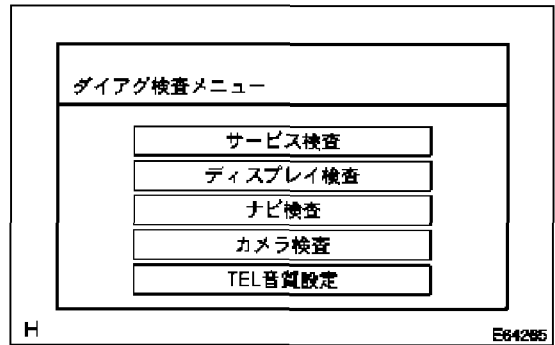 ダイアグ検査メニュー
サービス検査
ディスプレイ検査
ナビ検査
カメラ検査
TEL音質設定
H
E64265